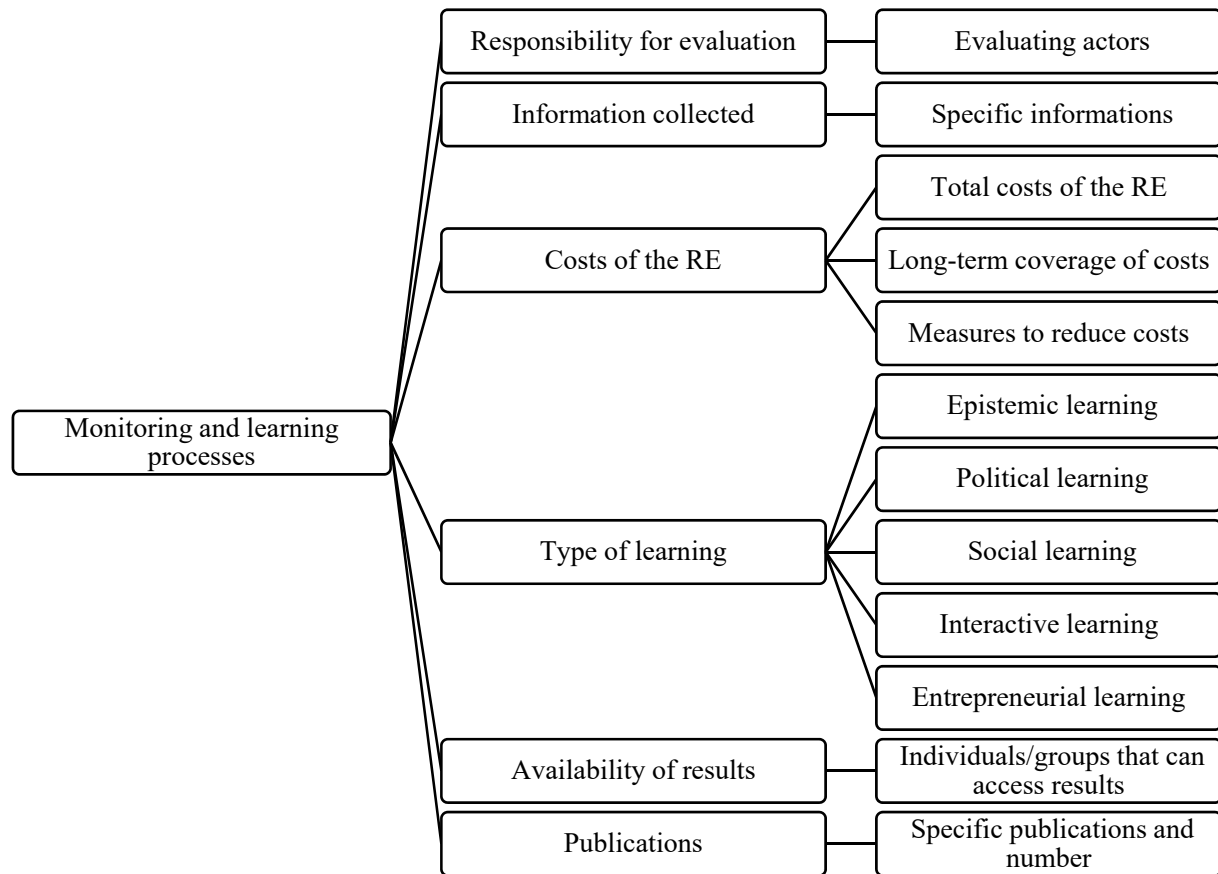 Responsibility for evaluation
Evaluating actors
Information collected
Specific informations
Total costs of the RE
Costs of the RE
Long-term coverage of costs
Measures to reduce costs
Epistemic learning
Monitoring and learning
processes
Political learning
Type of learning
Social learning
Interactive learning
Entrepreneurial learning
Availability of results
Individuals/groups that can
access results
Publications
Specific publications and
number